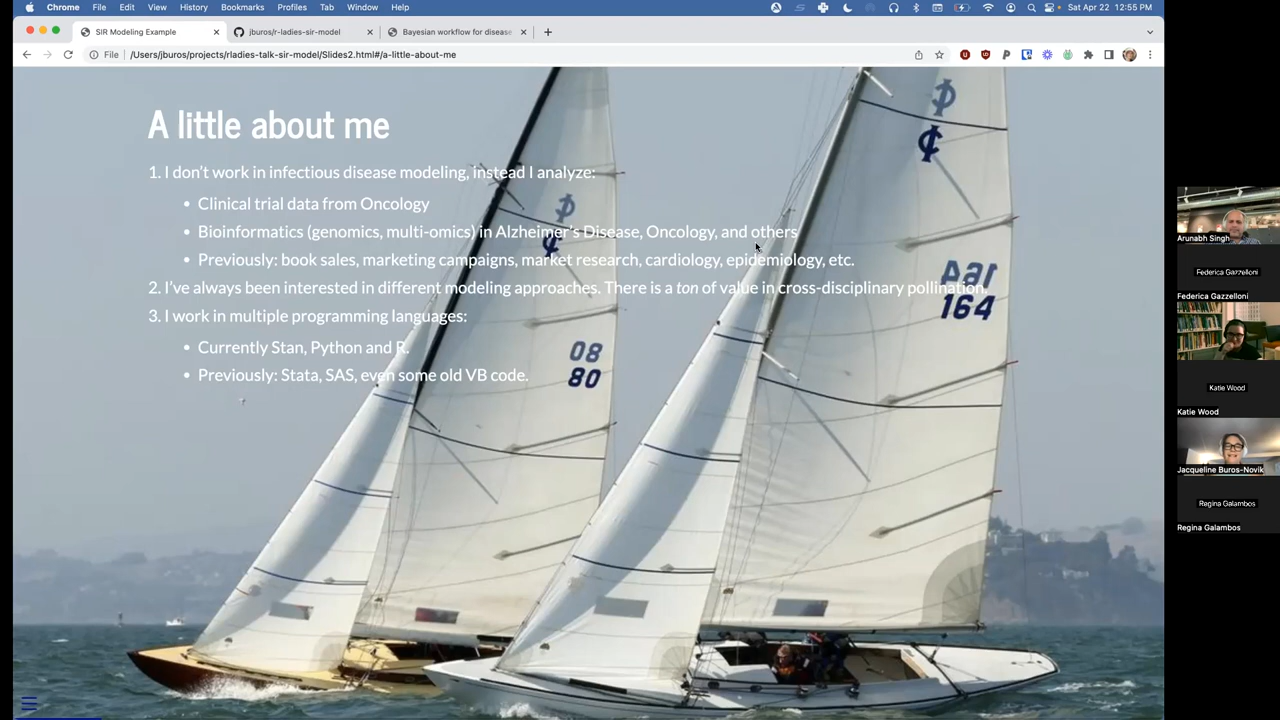 Chrome File Edit View History Bookmarks Profiles Tab Window Help Sat Apr 22 12:55 PM
SIR Modeling Example jburos/r-ladies-sir-model Bayesian workflow for disease
File /Users/jburos/projects/rladies-talk-sir-model/Slides2.html#/a-little-about-me
A little about me
1. I don't work in infectious disease modeling, instead I analyze:
• Clinical trial data from Oncology
• Bioinformatics (genomics, multi-omics) in Alzheimer's Disease, Oncology, and others
• Previously: book sales, marketing campaigns, market research, cardiology, epidemiology, etc.
2. I've always been interested in different modeling approaches. There is a ton of value in cross-disciplinary pollination.
3. I work in multiple programming languages:
• Currently Stan, Python and R.
• Previously: Stata, SAS, even some old VB code.
164
164
08
80
Arunabh Singh
Federica Gazzelloni
Federica Gazzelloni
Katie Wood
Katie Wood
Jacqueline Buros-Novik
Regina Galambos
Regina Galambos